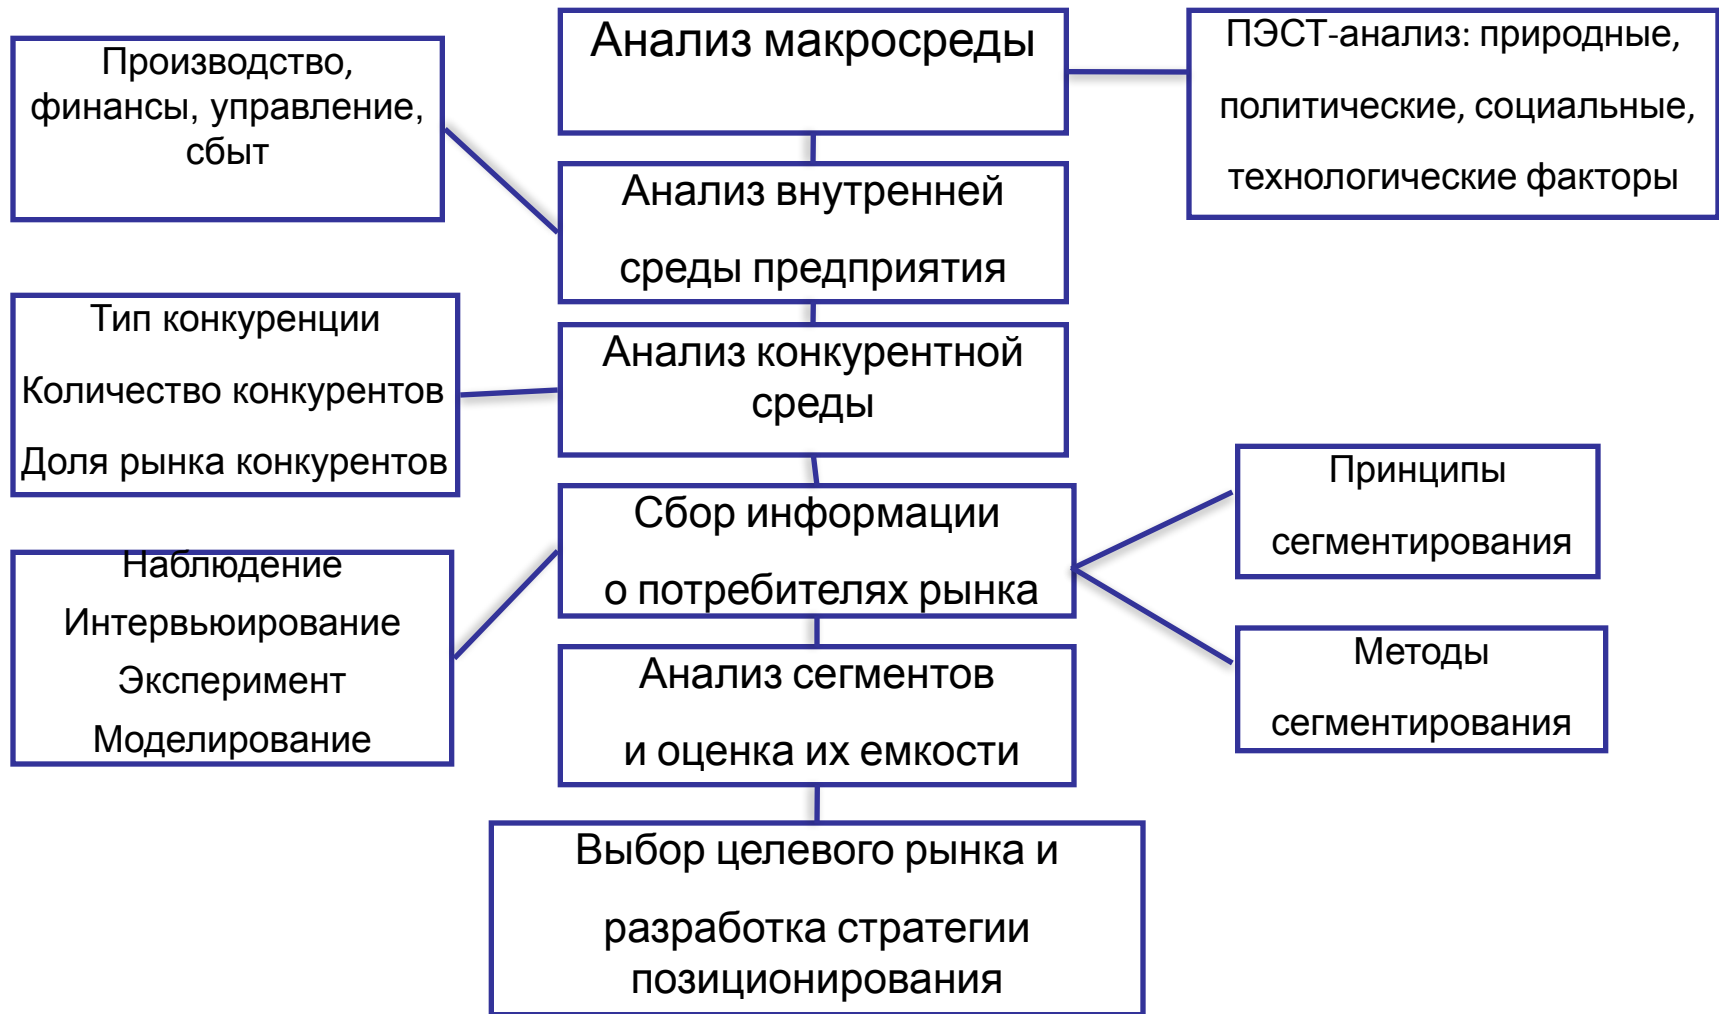 Анализ макросреды
ПЭСТ-анализ: природные,
политические, социальные,
технологические факторы
Производство,
финансы, управление,
сбыт
Анализ внутренней
среды предприятия
Тип конкуренции
Количество конкурентов
Доля рынка конкурентов
Анализ конкурентной
среды
Сбор информации
о потребителях рынка
Принципы
сегментирования
Наблюдение
Интервьюирование
Эксперимент
Моделирование
Методы
сегментирования
Анализ сегментов
и оценка их емкости
Выбор целевого рынка и
разработка стратегии
позиционирования